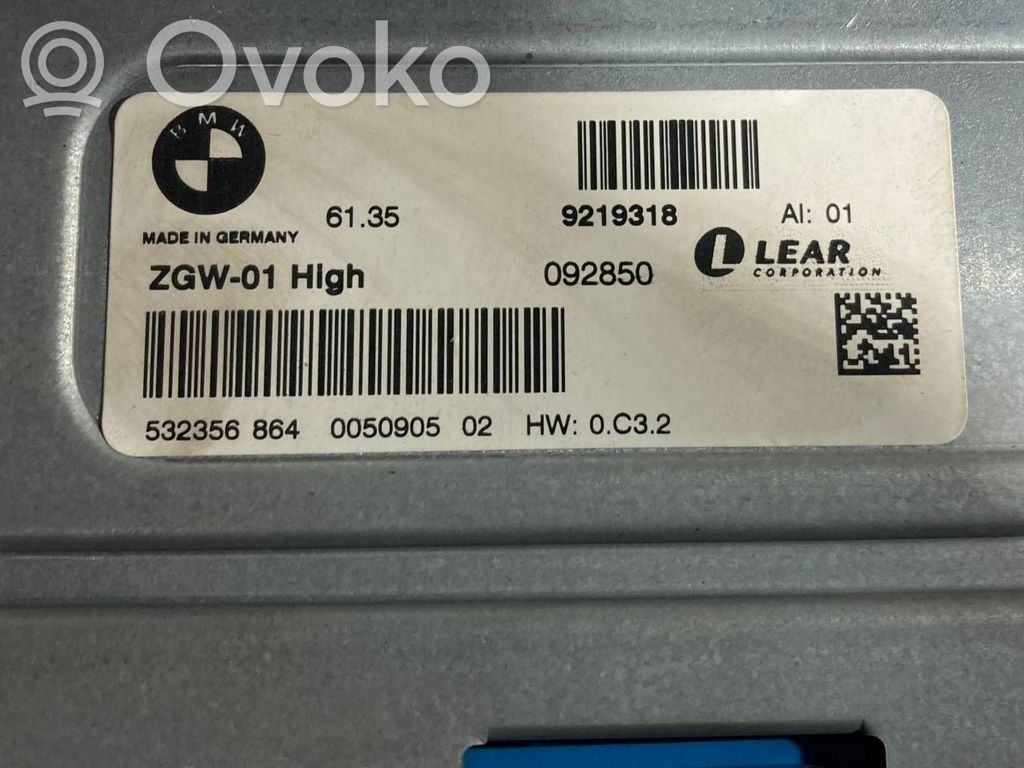 Ovoko
BMW
61.35
9219318
AI: 01
MADE IN GERMANY
LEAR
CORPORATION
ZGW-01 High
092850
532356 864 0050905 02 HW: 0.C3.2